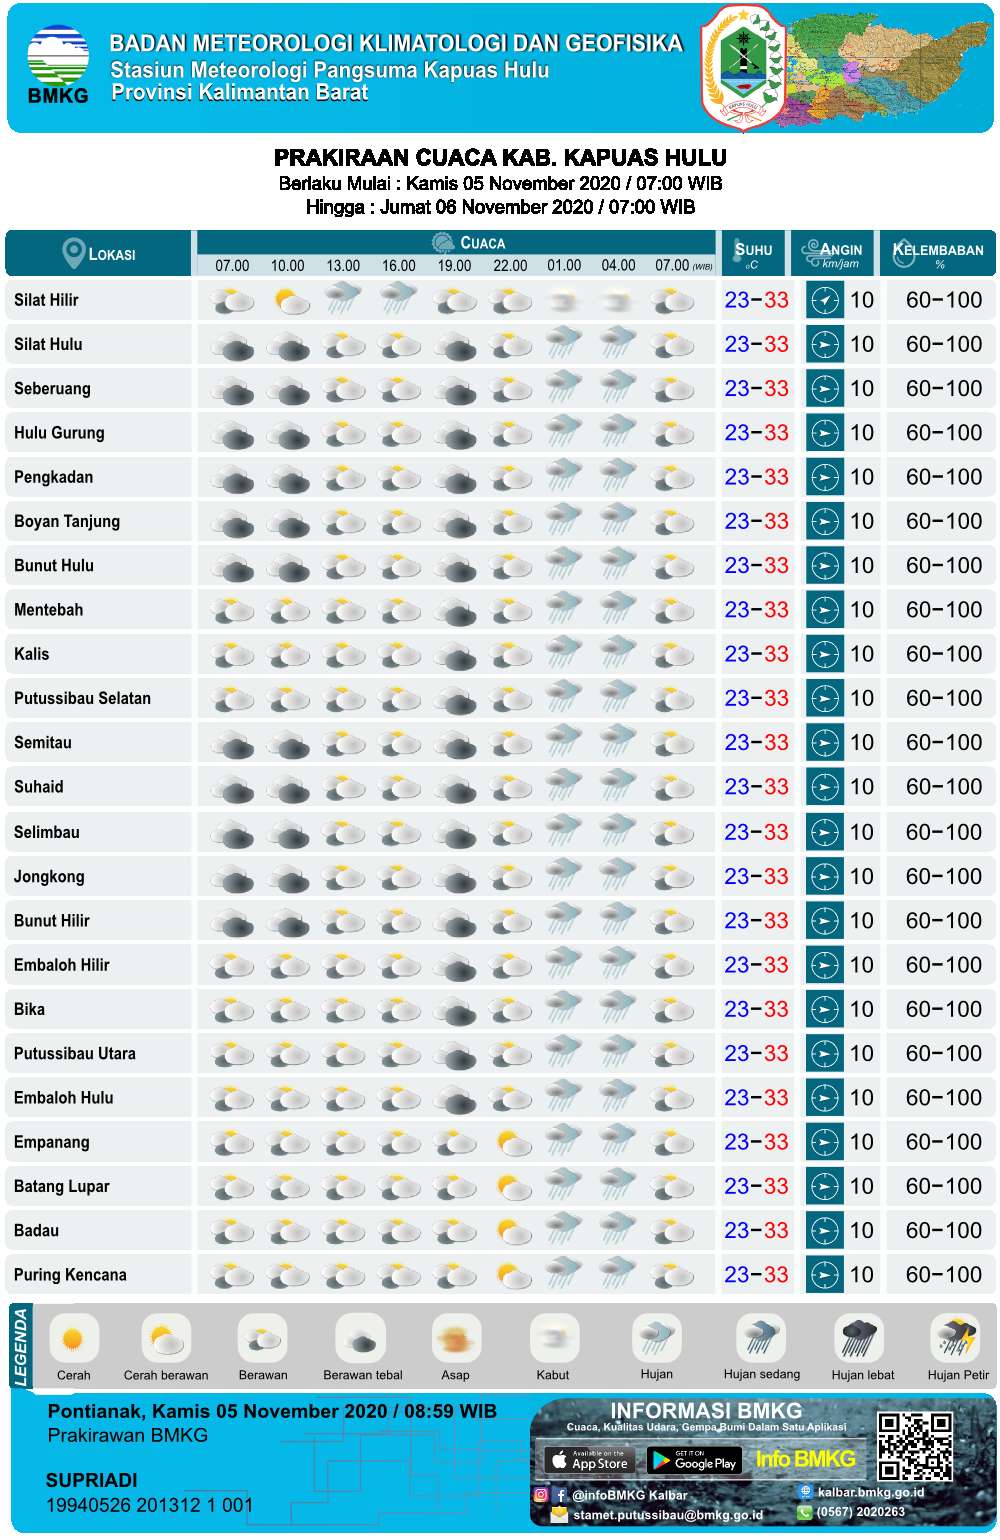 BMKG
BADAN METEOROLOGI KLIMATOLOGI DAN GEOFISIKA
Stasiun Meteorologi Pangsuma Kapuas Hulu
Provinsi Kalimantan Barat
KAPUAS HULU
PRAKIRAAN CUACA KAB. KAPUAS HULU
Berlaku Mulai : Kamis 05 November 2020 / 07:00 WIB
Hingga : Jumat 06 November 2020 / 07:00 WIB
LOKASI CUACA SUHU °C ANGIN km/jam KELEMBABAN %
07.00 10.00 13.00 16.00 19.00 22.00 01.00 04.00 07.00 (WIB)
Silat Hilir 23-33 10 60-100
Silat Hulu 23-33 10 60-100
Seberuang 23-33 10 60-100
Hulu Gurung 23-33 10 60-100
Pengkadan 23-33 10 60-100
Boyan Tanjung 23-33 10 60-100
Bunut Hulu 23-33 10 60-100
Mentebah 23-33 10 60-100
Kalis 23-33 10 60-100
Putussibau Selatan 23-33 10 60-100
Semitau 23-33 10 60-100
Suhaid 23-33 10 60-100
Selimbau 23-33 10 60-100
Jongkong 23-33 10 60-100
Bunut Hilir 23-33 10 60-100
Embaloh Hilir 23-33 10 60-100
Bika 23-33 10 60-100
Putussibau Utara 23-33 10 60-100
Embaloh Hulu 23-33 10 60-100
Empanang 23-33 10 60-100
Batang Lupar 23-33 10 60-100
Badau 23-33 10 60-100
Puring Kencana 23-33 10 60-100
LEGENDA
Cerah Cerah berawan Berawan Berawan tebal Asap Kabut Hujan Hujan sedang Hujan lebat Hujan Petir
Pontianak, Kamis 05 November 2020 / 08:59 WIB
Prakirawan BMKG
SUPRIADI
19940526 201312 1 001
INFORMASI BMKG
Cuaca, Kualitas Udara, Gempa Bumi Dalam Satu Aplikasi
Available on the App Store
GET IT ON Google Play
Info BMKG
@infoBMKG Kalbar
kalbar.bmkg.go.id
stamet.putussibau@bmkg.go.id
(0567) 2020263